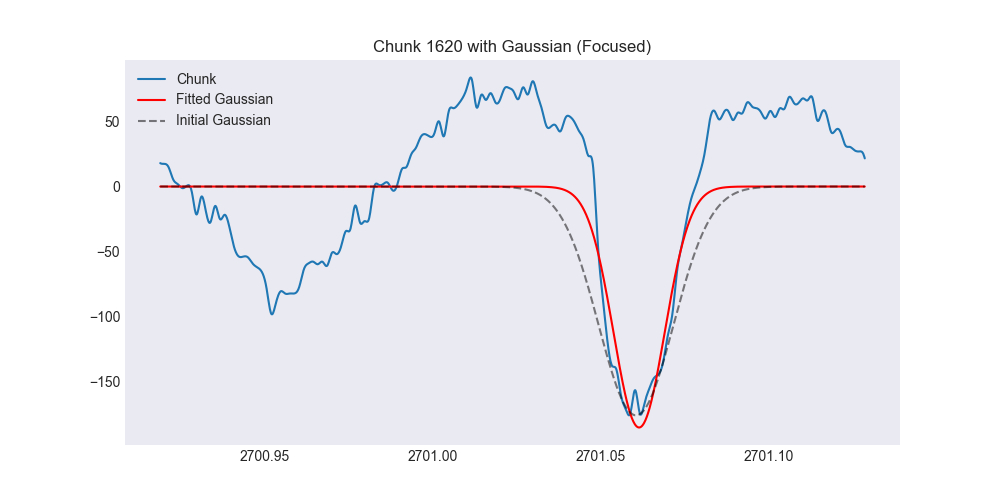 Chunk 1620 with Gaussian (Focused)
Chunk
Fitted Gaussian
Initial Gaussian
50
0
−50
−100
−150
2700.95
2701.00
2701.05
2701.10